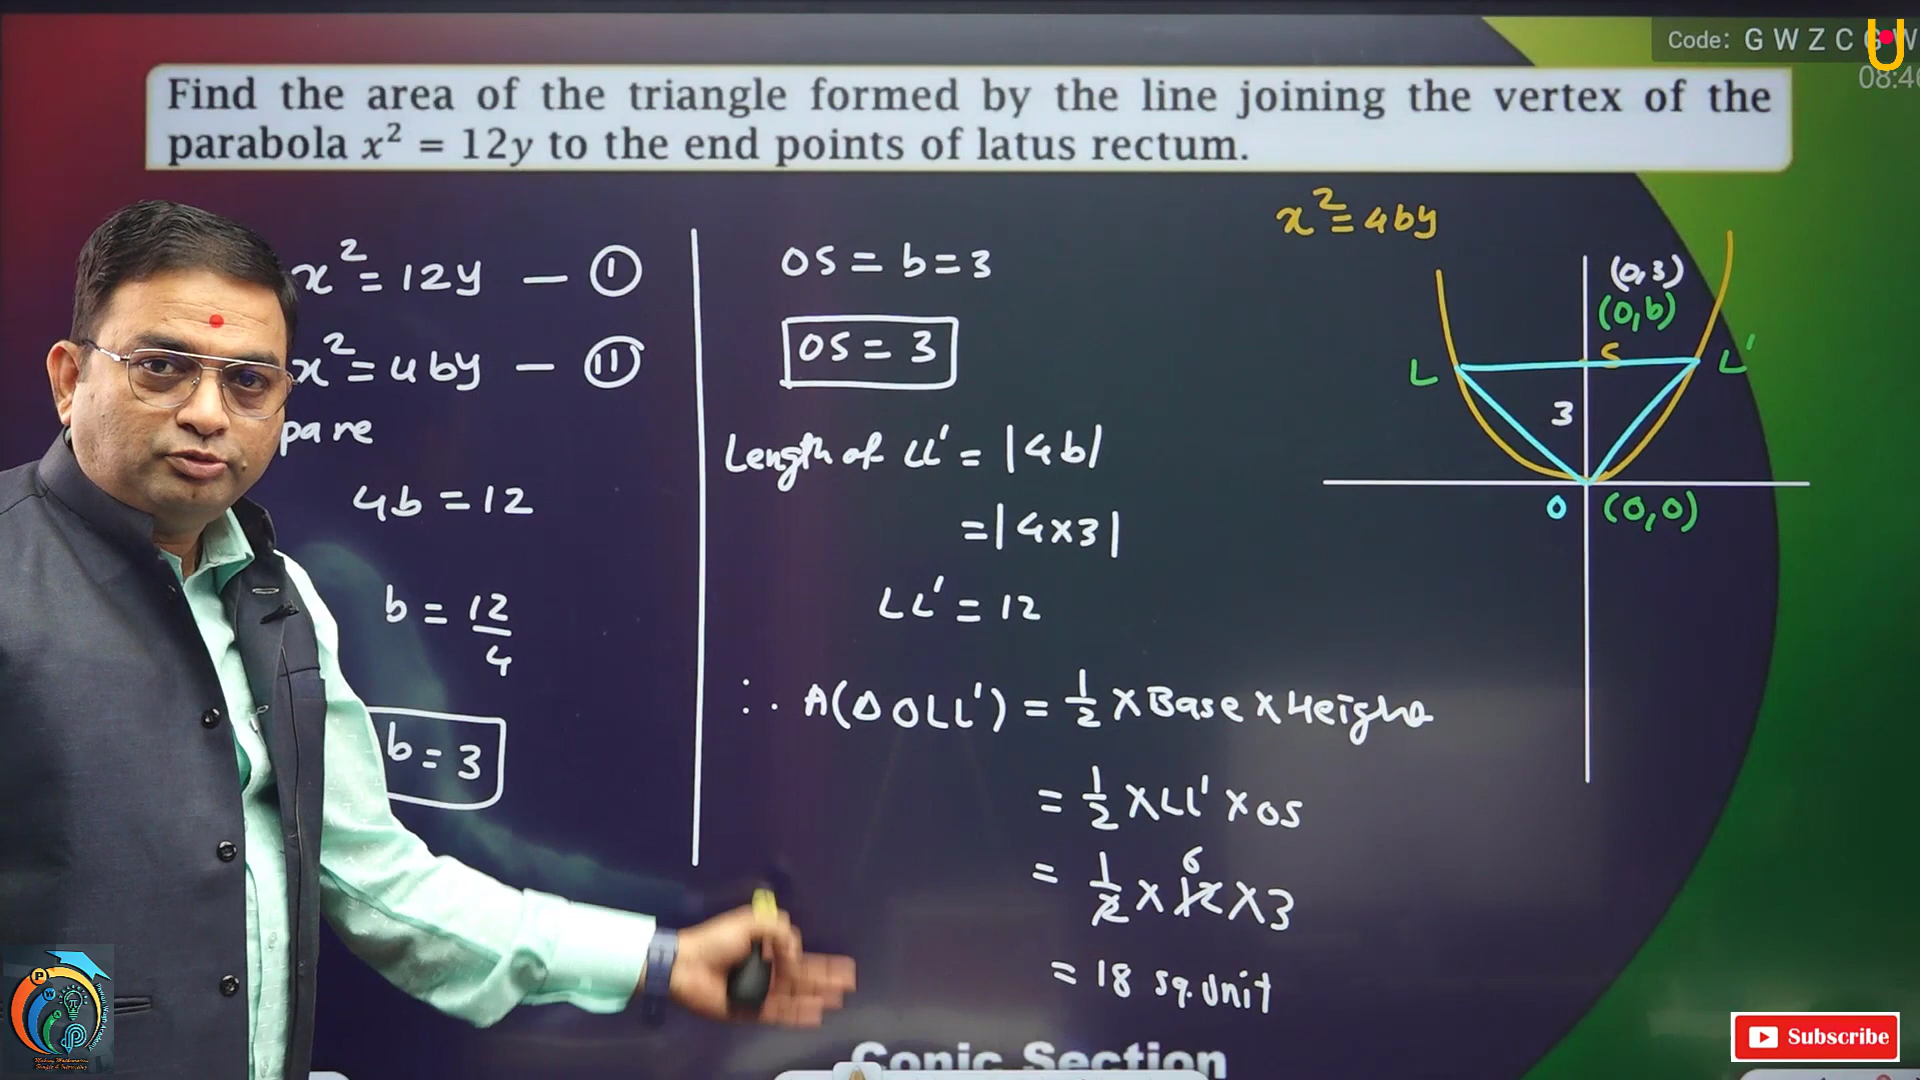 Code: G W Z C G W
08:46
Find the area of the triangle formed by the line joining the vertex of the
parabola x² = 12y to the end points of latus rectum.
x² = 12y — ①
x² = 4by — ⑪
pare
4b = 12
b = 12/4
b = 3
OS = b = 3
OS = 3
Length of LL' = |4b|
= |4×3|
LL' = 12
∴ A(Δ OLL') = 1/2 × Base × Height
= 1/2 × LL' × OS
= 1/2 × 12 × 3
6
= 18 sq. unit
x² = 4by
(0,3)
(0,b)
S
L
L'
3
O
(0,0)
Conic Section
Subscribe